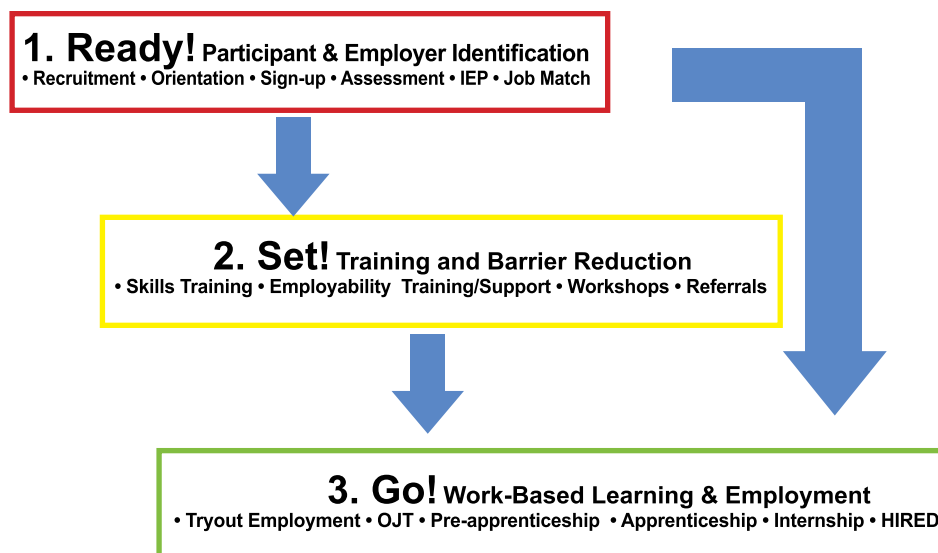 1. Ready! Participant & Employer Identification
• Recruitment • Orientation • Sign-up • Assessment • IEP • Job Match
2. Set! Training and Barrier Reduction
• Skills Training • Employability Training/Support • Workshops • Referrals
3. Go! Work-Based Learning & Employment
• Tryout Employment • OJT • Pre-apprenticeship • Apprenticeship • Internship • HIRED